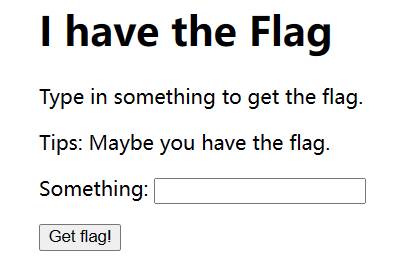 I have the Flag
Type in something to get the flag.
Tips: Maybe you have the flag.
Something:
Get flag!